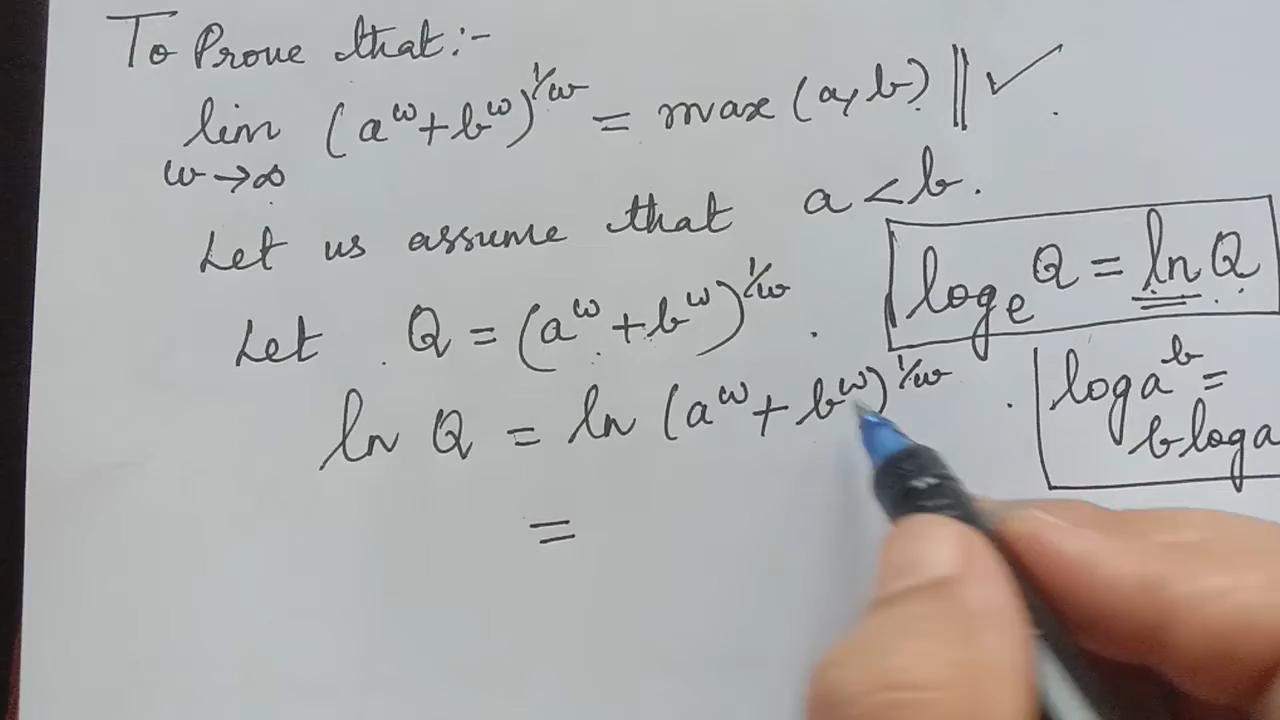 To Prove that:-
lim (a^w + b^w)^1/w = max (a, b) || ✓
w→∞
Let us assume that a < b.
Let Q = (a^w + b^w)^1/w.
log_e Q = ln Q
ln Q = ln (a^w + b^w)^1/w.
log a^b =
b log a
=